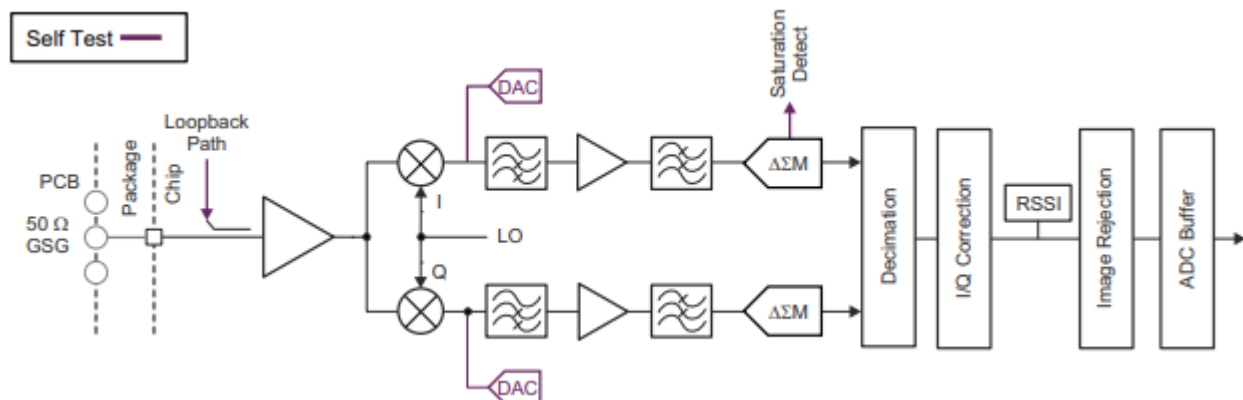 Self Test
Saturation
Detect
DAC
Loopback
Path
PCB
Package
Chip
50 Ω
GSG
I
LO
Q
ΔΣM
ΔΣM
DAC
Decimation
I/Q Correction
RSSI
Image Rejection
ADC Buffer